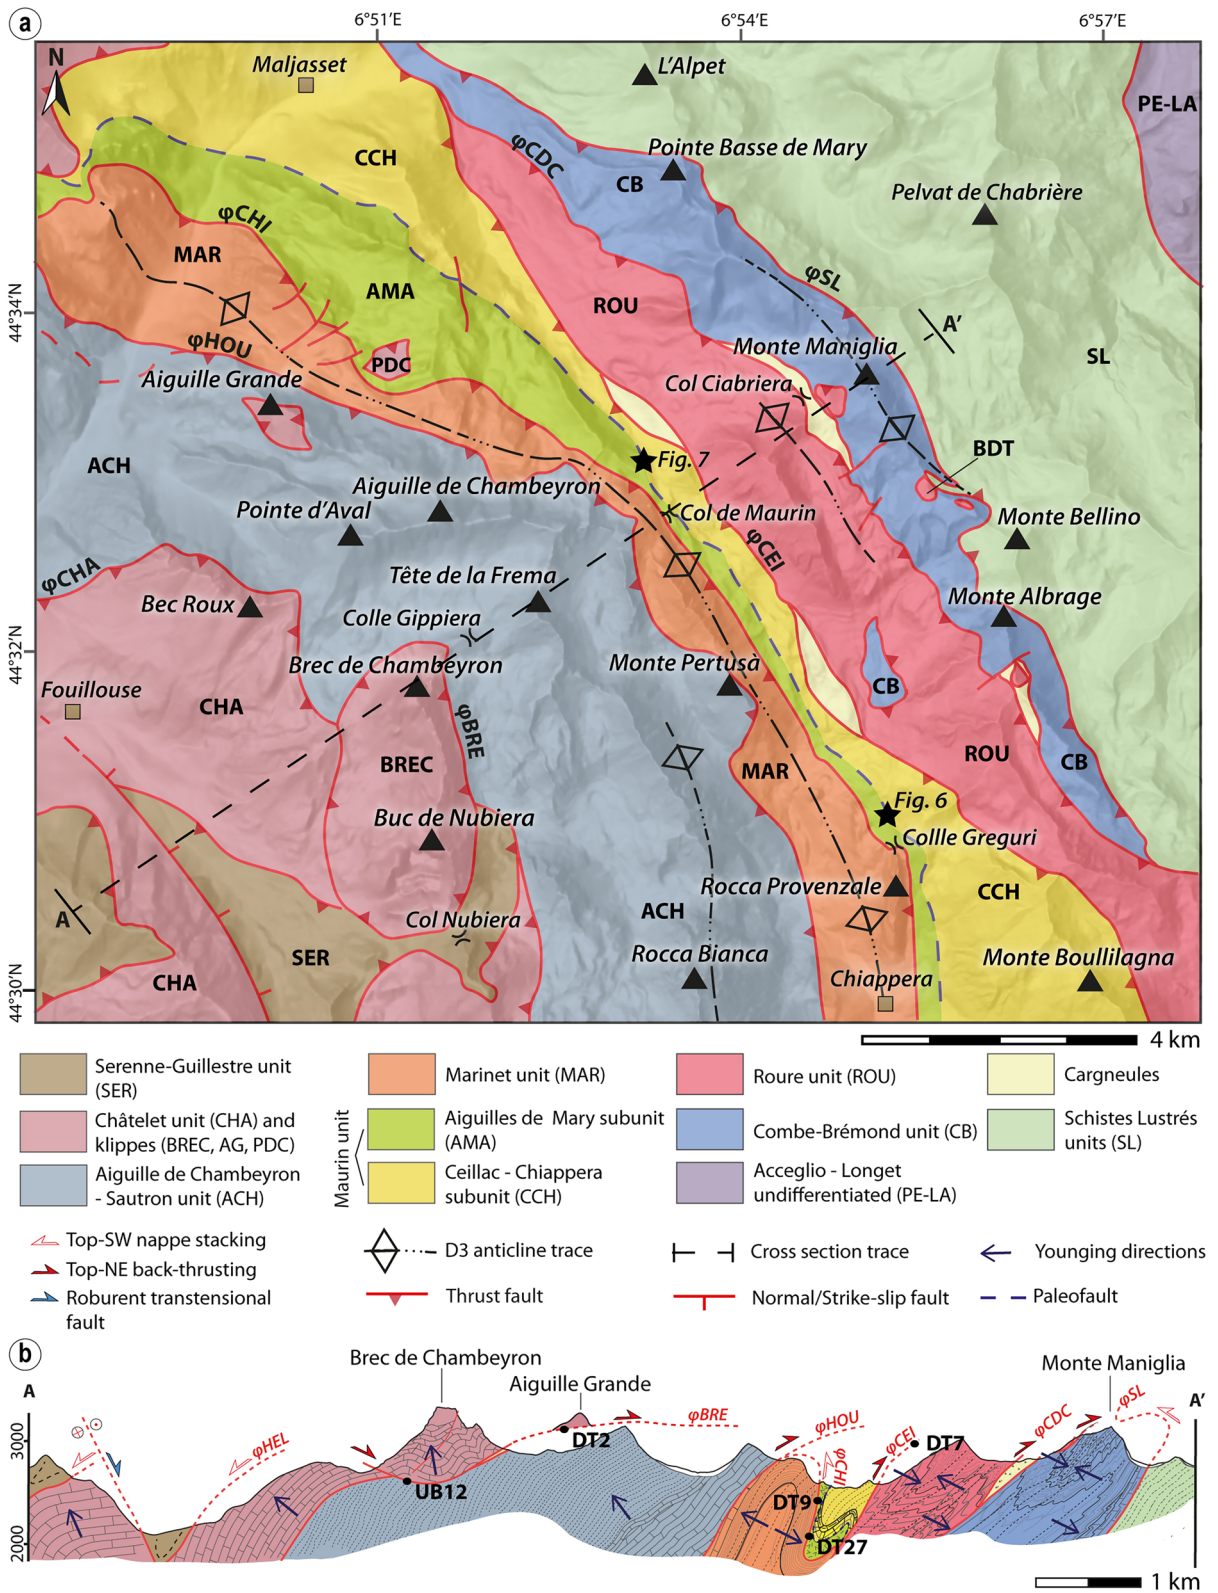 a
6°51′E
6°54′E
6°57′E
N
Maljasset
L'Alpet
PE-LA
CCH
φCDC
Pointe Basse de Mary
CB
Pelvat de Chabrière
φCHI
MAR
AMA
φSL
ROU
44°34′N
A'
φHOU
PDC
Monte Maniglia
SL
Aiguille Grande
Col Ciabriera
BDT
ACH
Fig. 7
Aiguille de Chambeyron
Pointe d'Aval
Col de Maurin
Monte Bellino
φCEI
φCHA
Tête de la Frema
Bec Roux
Monte Albrage
Colle Gippiera
44°32′N
Brec de Chambeyron
Monte Pertusà
Fouillouse
CB
CHA
φBRE
BREC
MAR
ROU
CB
Fig. 6
Buc de Nubiera
Collle Greguri
Rocca Provenzale
CCH
A
ACH
Col Nubiera
SER
Rocca Bianca
Monte Boullilagna
CHA
Chiappera
44°30′N
4 km
Serenne-Guillestre unit
(SER)
Châtelet unit (CHA) and
klippes (BREC, AG, PDC)
Aiguille de Chambeyron
- Sautron unit (ACH)
Marinet unit (MAR)
Maurin unit
Aiguilles de Mary subunit
(AMA)
Ceillac - Chiappera
subunit (CCH)
Roure unit (ROU)
Combe-Brémond unit (CB)
Acceglio - Longet
undifferentiated (PE-LA)
Cargneules
Schistes Lustrés
units (SL)
Top-SW nappe stacking
Top-NE back-thrusting
Roburent transtensional
fault
D3 anticline trace
Thrust fault
Cross section trace
Normal/Strike-slip fault
Younging directions
Paleofault
b
Brec de Chambeyron
Aiguille Grande
Monte Maniglia
A
A'
3000
2000
φHEL
φBRE
φHOU
φCHI
φCEI
φCDC
φSL
DT2
DT7
UB12
DT9
DT27
1 km